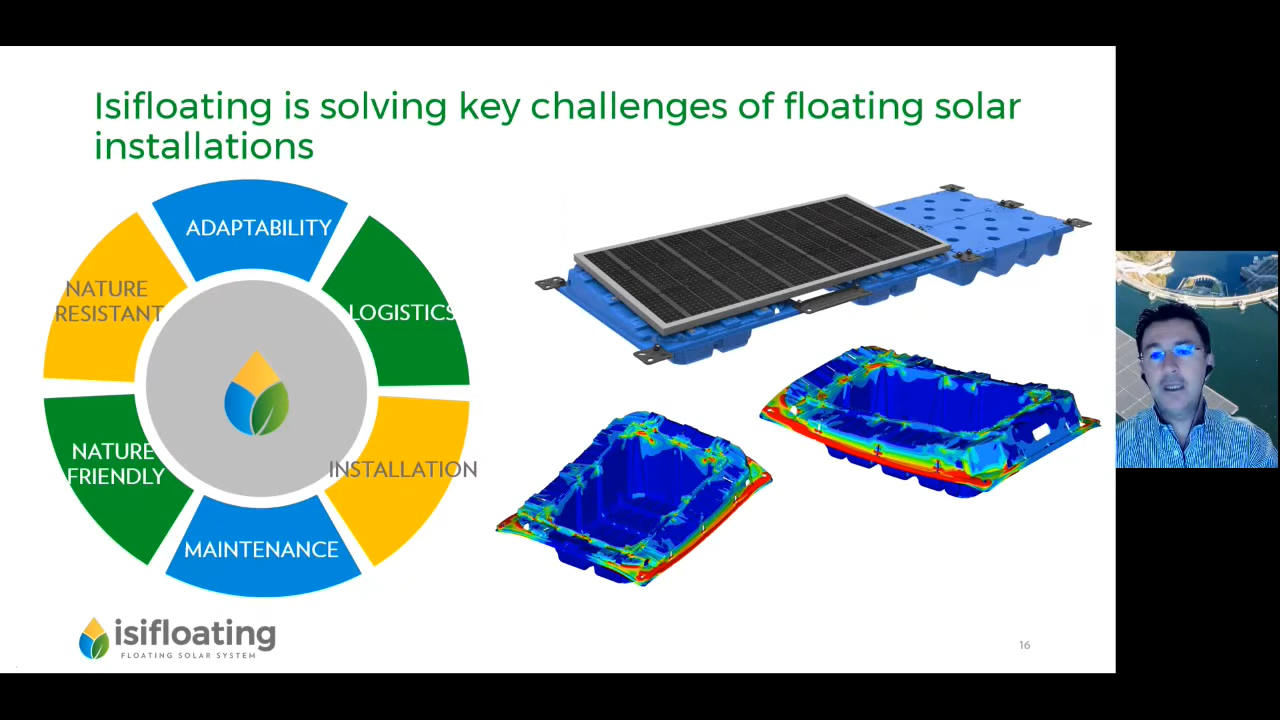 Isifloating is solving key challenges of floating solar
installations
ADAPTABILITY
LOGISTICS
INSTALLATION
MAINTENANCE
NATURE
FRIENDLY
NATURE
RESISTANT
isifloating
FLOATING SOLAR SYSTEM
16